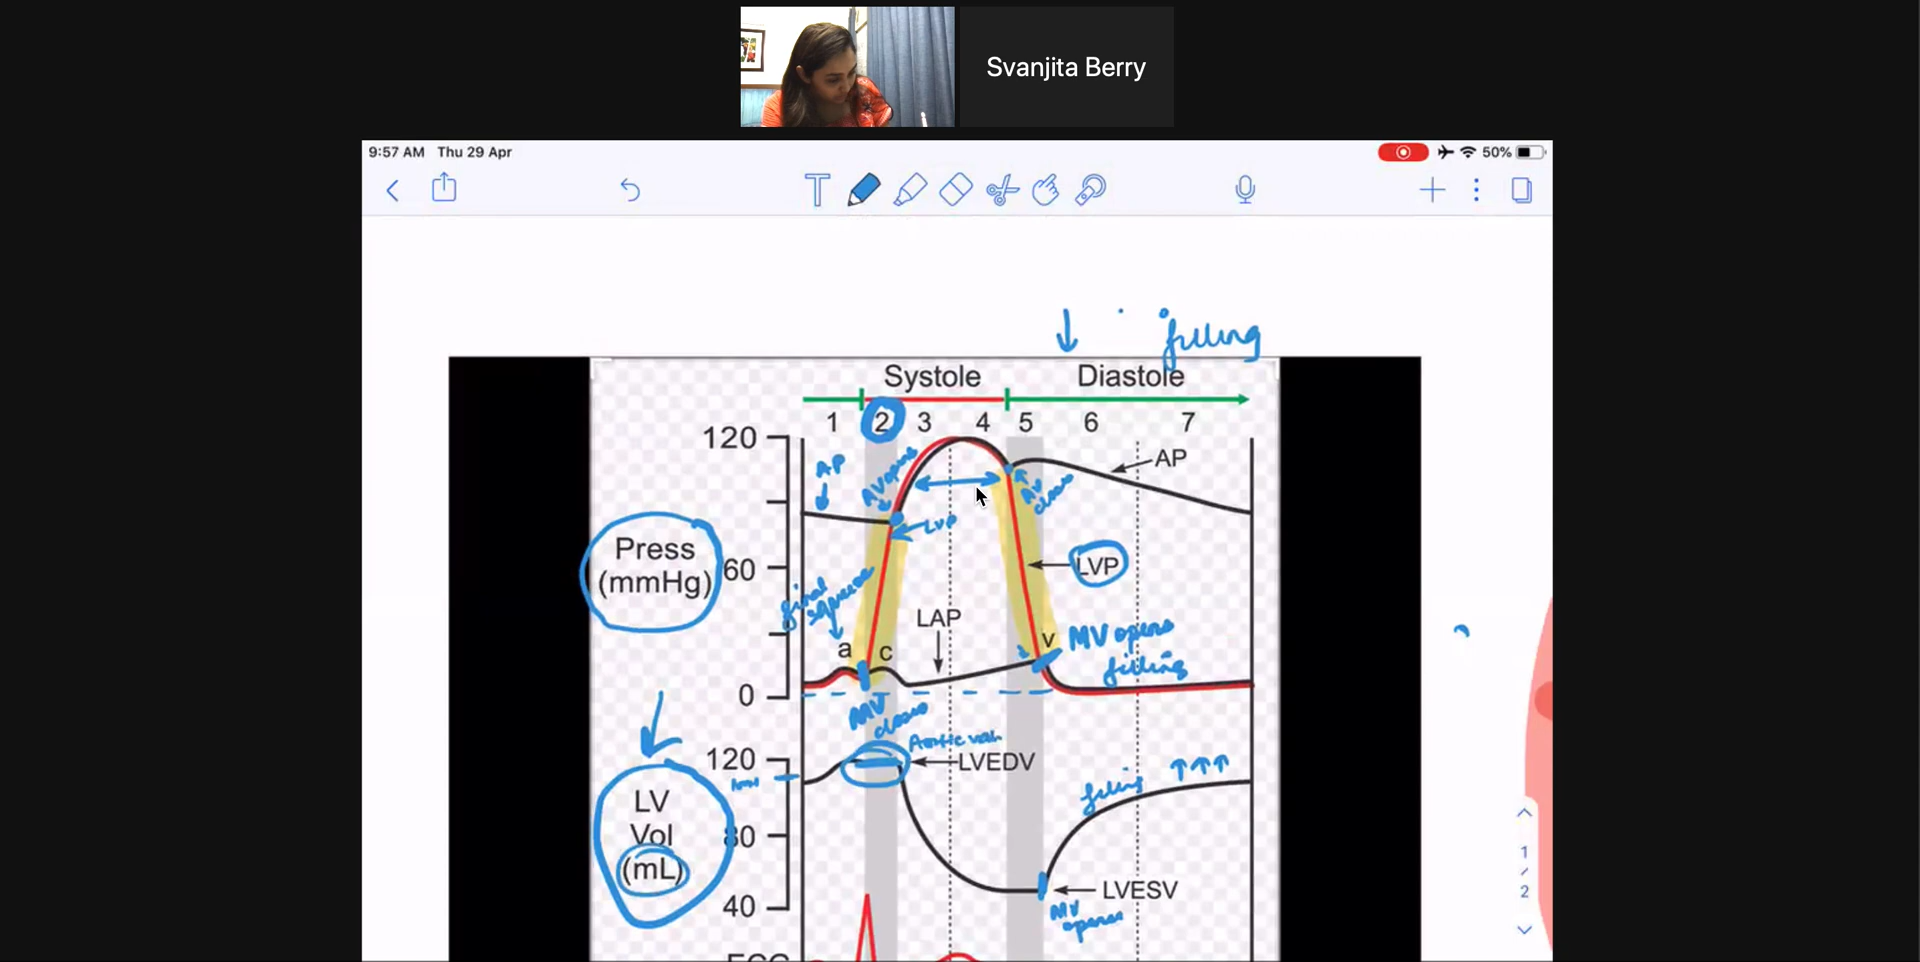 Svanjita Berry
9:57 AM Thu 29 Apr
50%
T
↓ filling
Systole Diastole
1 2 3 4 5 6 7
120
AP
AV opens
AV closes
AP
LVP
Press
(mmHg)
60
LVP
final squeeze
LAP
a c v
MV opens
filling
0
MV closes
120
LVEDV
filling ↑↑↑
LV
Vol
(mL)
80
1
2
LVESV
40
MV opens
ECG